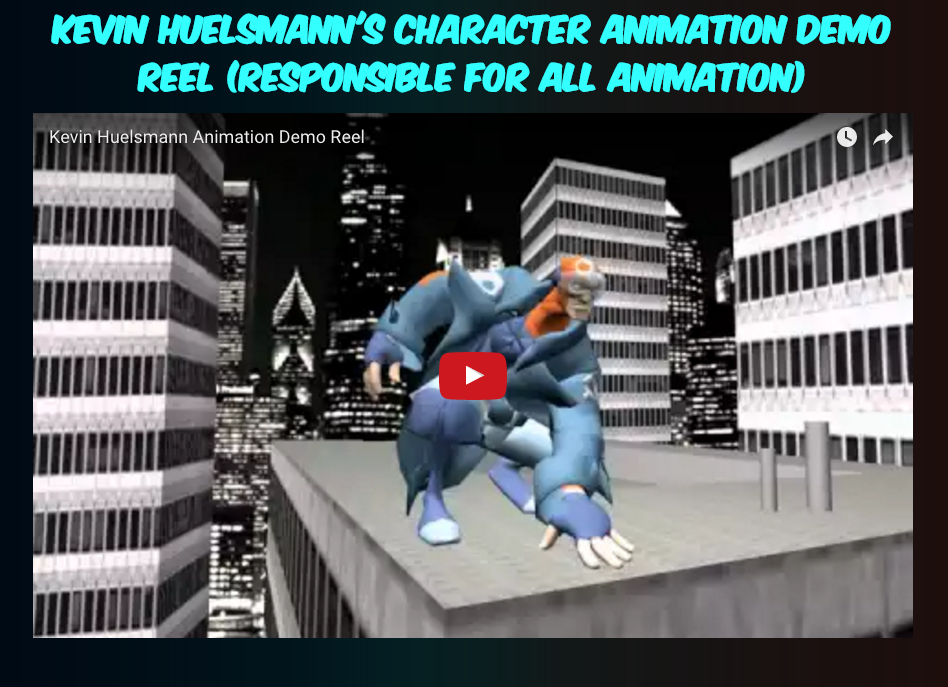 KEVIN HUELSMANN'S CHARACTER ANIMATION DEMO
REEL (RESPONSIBLE FOR ALL ANIMATION)
Kevin Huelsmann Animation Demo Reel